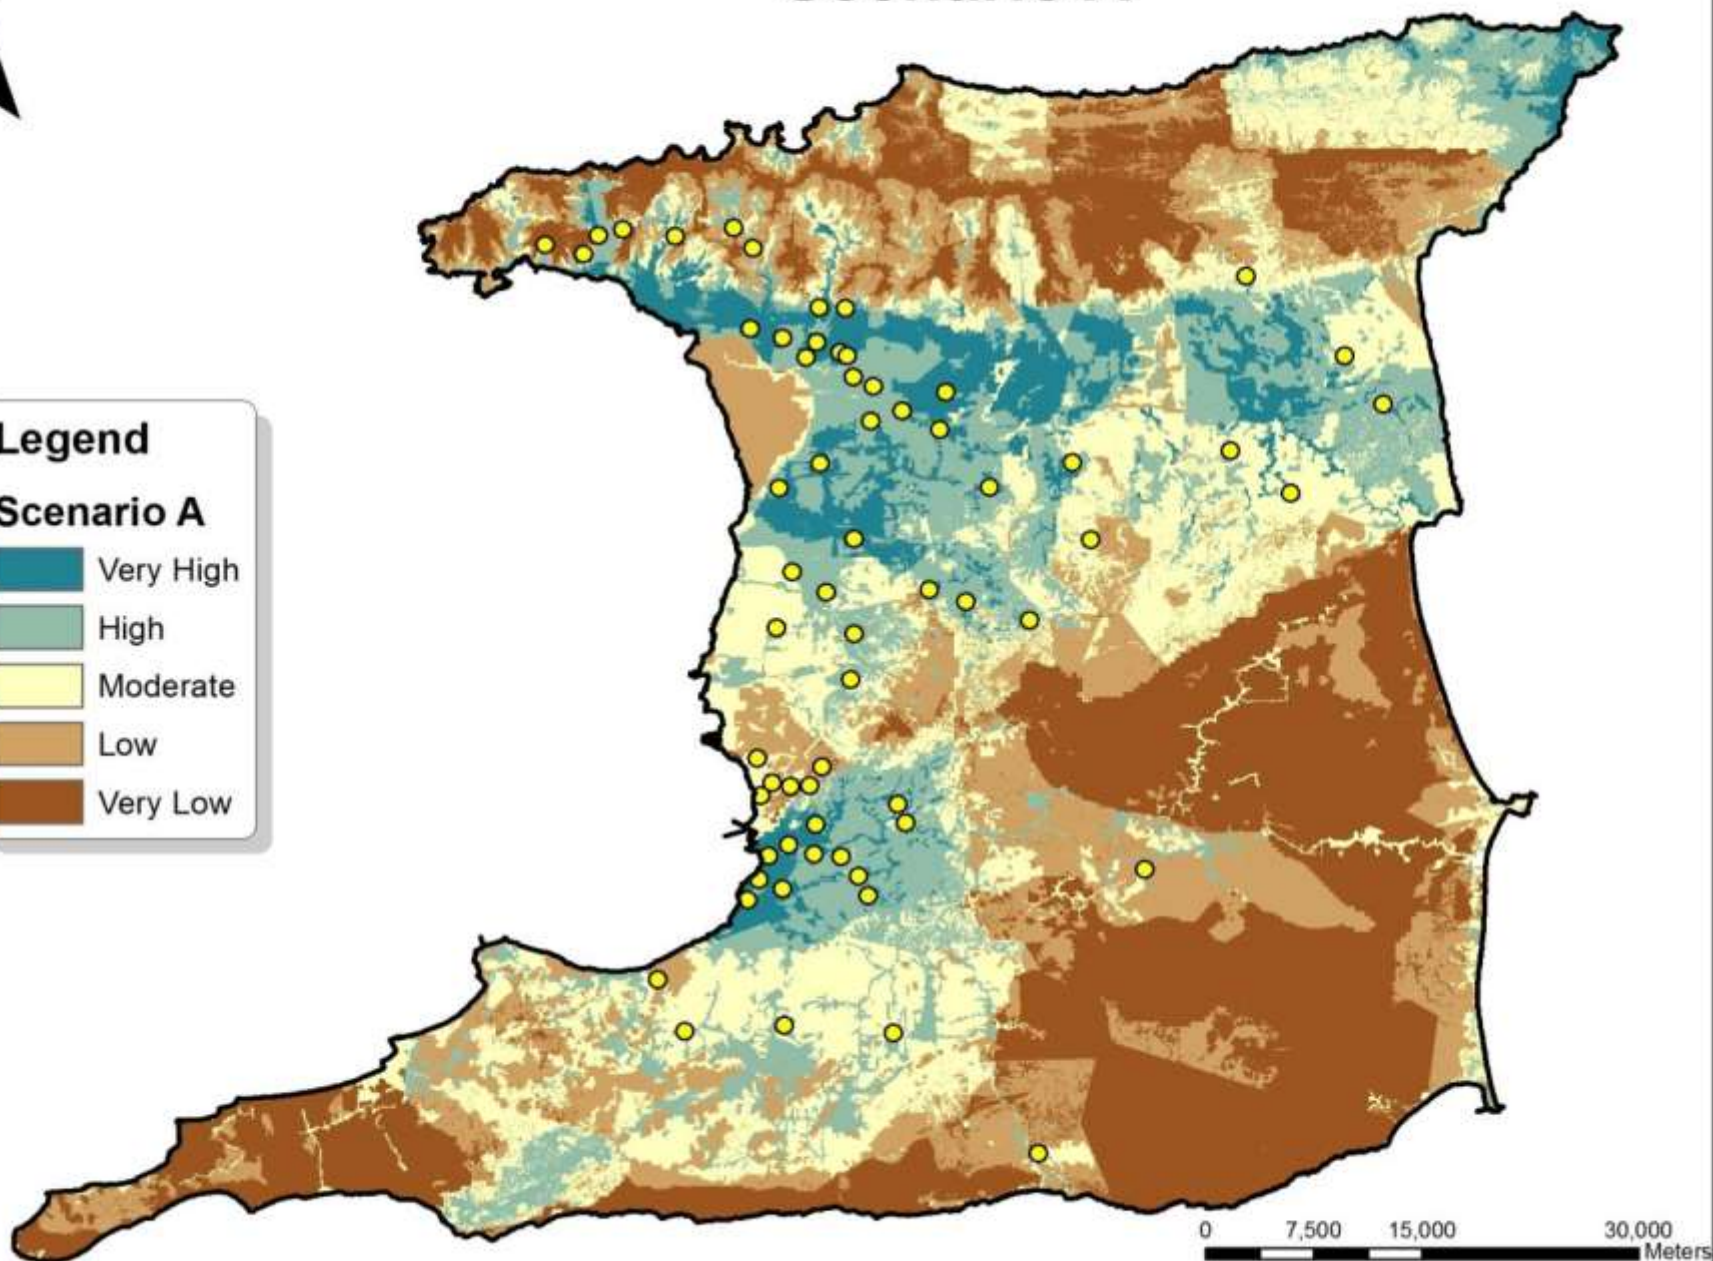 Legend
Scenario A
Very High
High
Moderate
Low
Very Low
0 7,500 15,000 30,000
Meters